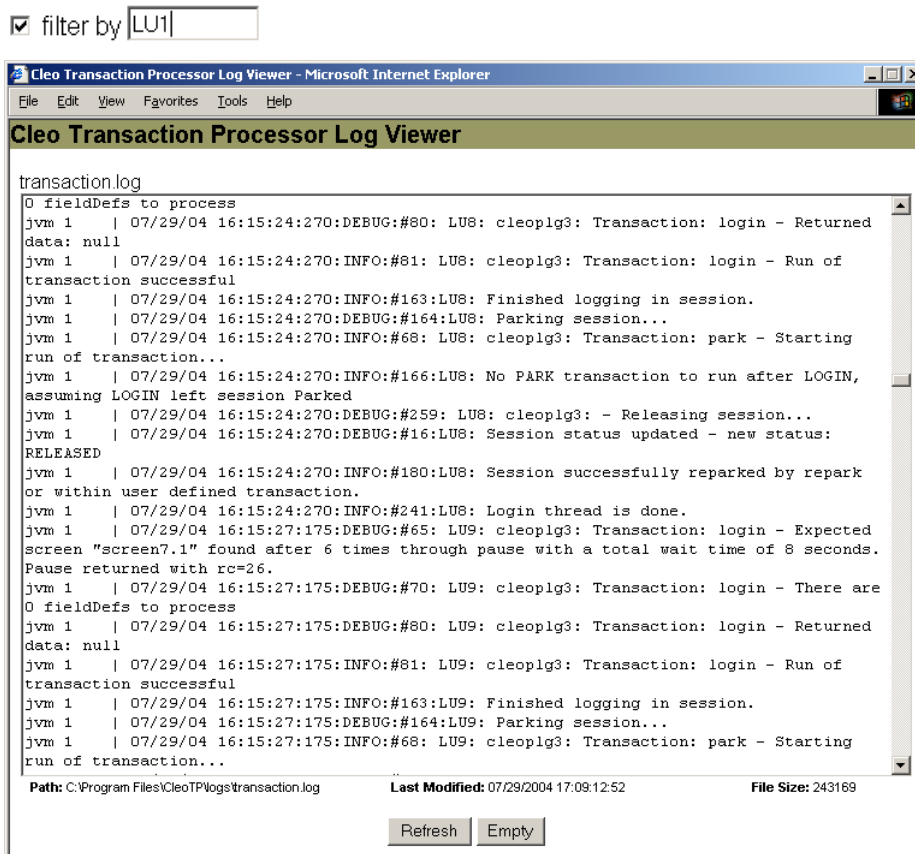 filter by LU1
Cleo Transaction Processor Log Viewer - Microsoft Internet Explorer
File Edit View Favorites Tools Help
Cleo Transaction Processor Log Viewer
transaction.log
0 fieldDefs to process
jvm 1    | 07/29/04 16:15:24:270:DEBUG:#80: LU8: cleoplg3: Transaction: login - Returned
data: null
jvm 1    | 07/29/04 16:15:24:270:INFO:#81: LU8: cleoplg3: Transaction: login - Run of
transaction successful
jvm 1    | 07/29/04 16:15:24:270:INFO:#163:LU8: Finished logging in session.
jvm 1    | 07/29/04 16:15:24:270:DEBUG:#164:LU8: Parking session...
jvm 1    | 07/29/04 16:15:24:270:INFO:#68: LU8: cleoplg3: Transaction: park - Starting
run of transaction...
jvm 1    | 07/29/04 16:15:24:270:INFO:#166:LU8: No PARK transaction to run after LOGIN,
assuming LOGIN left session Parked
jvm 1    | 07/29/04 16:15:24:270:DEBUG:#259: LU8: cleoplg3: - Releasing session...
jvm 1    | 07/29/04 16:15:24:270:DEBUG:#16:LU8: Session status updated - new status:
RELEASED
jvm 1    | 07/29/04 16:15:24:270:INFO:#180:LU8: Session successfully reparked by repark
or within user defined transaction.
jvm 1    | 07/29/04 16:15:24:270:INFO:#241:LU8: Login thread is done.
jvm 1    | 07/29/04 16:15:27:175:DEBUG:#65: LU9: cleoplg3: Transaction: login - Expected
screen "screen7.1" found after 6 times through pause with a total wait time of 8 seconds.
Pause returned with rc=26.
jvm 1    | 07/29/04 16:15:27:175:DEBUG:#70: LU9: cleoplg3: Transaction: login - There are
0 fieldDefs to process
jvm 1    | 07/29/04 16:15:27:175:DEBUG:#80: LU9: cleoplg3: Transaction: login - Returned
data: null
jvm 1    | 07/29/04 16:15:27:175:INFO:#81: LU9: cleoplg3: Transaction: login - Run of
transaction successful
jvm 1    | 07/29/04 16:15:27:175:INFO:#163:LU9: Finished logging in session.
jvm 1    | 07/29/04 16:15:27:175:DEBUG:#164:LU9: Parking session...
jvm 1    | 07/29/04 16:15:27:175:INFO:#68: LU9: cleoplg3: Transaction: park - Starting
run of transaction...
Path: C:\Program Files\CleoTP\logs\transaction.log Last Modified: 07/29/2004 17:09:12:52 File Size: 243169
Refresh Empty